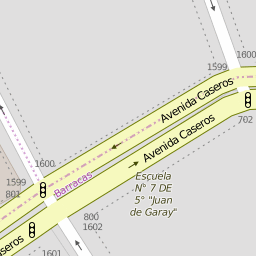 1599
1600
Avenida Caseros
702
Avenida Caseros
1600
Escuela
N° 7 DE
5° "Juan
de Garay"
1599
801
Barracas
800
1602
Caseros
1601